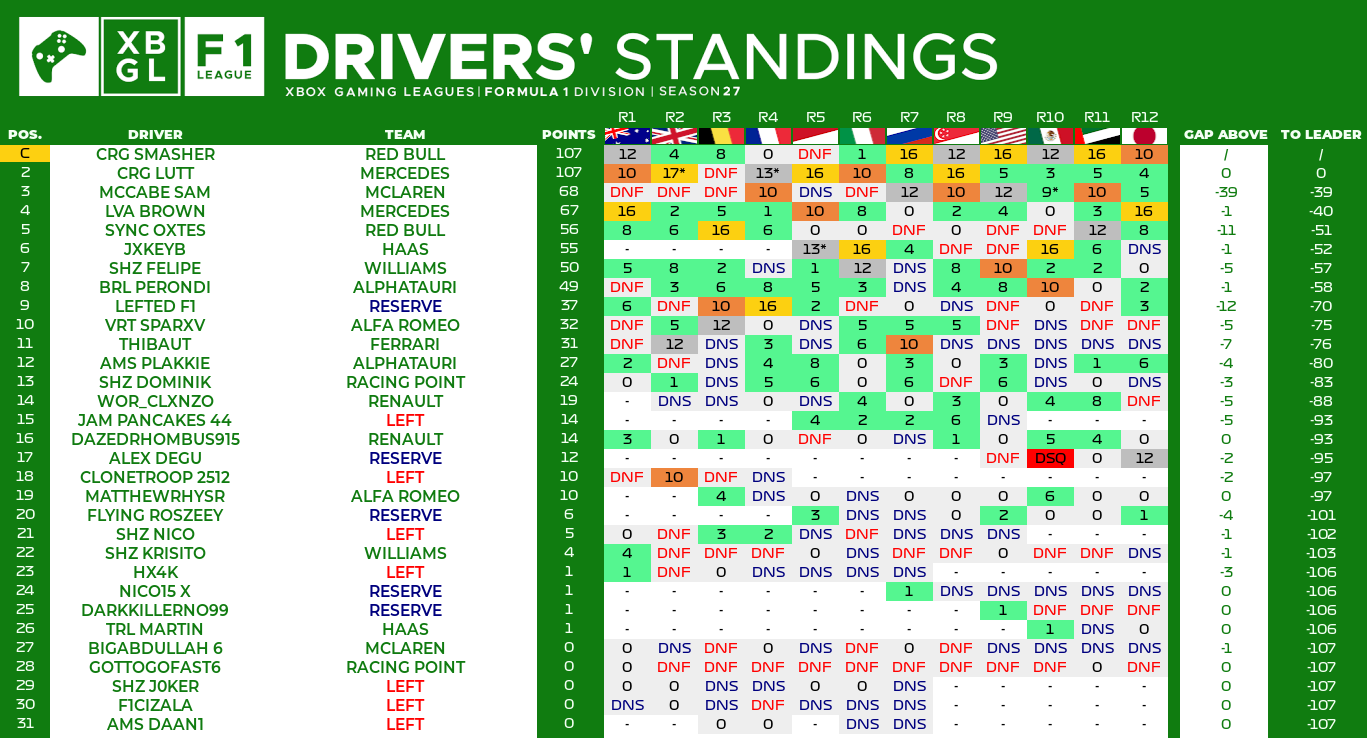 XB GL
F1 LEAGUE
DRIVERS' STANDINGS
XBOX GAMING LEAGUES | FORMULA 1 DIVISION | SEASON 27
R1 R2 R3 R4 R5 R6 R7 R8 R9 R10 R11 R12
POS. DRIVER TEAM POINTS GAP ABOVE TO LEADER
C CRG SMASHER RED BULL 107 12 4 8 0 DNF 1 16 12 16 12 16 10 / /
2 CRG LUTT MERCEDES 107 10 17* DNF 13* 16 10 8 16 5 3 5 4 0 0
3 MCCABE SAM MCLAREN 68 DNF DNF DNF 10 DNS DNF 12 10 12 9* 10 5 -39 -39
4 LVA BROWN MERCEDES 67 16 2 5 1 10 8 0 2 4 0 3 16 -1 -40
5 SYNC OXTES RED BULL 56 8 6 16 6 0 0 DNF 0 DNF DNF 12 8 -11 -51
6 JXKEYB HAAS 55 - - - - 13* 16 4 DNF DNF 16 6 DNS -1 -52
7 SHZ FELIPE WILLIAMS 50 5 8 2 DNS 1 12 DNS 8 10 2 2 0 -5 -57
8 BRL PERONDI ALPHATAURI 49 DNF 3 6 8 5 3 DNS 4 8 10 0 2 -1 -58
9 LEFTED F1 RESERVE 37 6 DNF 10 16 2 DNF 0 DNS DNF 0 DNF 3 -12 -70
10 VRT SPARXV ALFA ROMEO 32 DNF 5 12 0 DNS 5 5 5 DNF DNS DNF DNF -5 -75
11 THIBAUT FERRARI 31 DNF 12 DNS 3 DNS 6 10 DNS DNS DNS DNS DNS -7 -76
12 AMS PLAKKIE ALPHATAURI 27 2 DNF DNS 4 8 0 3 0 3 DNS 1 6 -4 -80
13 SHZ DOMINIK RACING POINT 24 0 1 DNS 5 6 0 6 DNF 6 DNS 0 DNS -3 -83
14 WOR_CLXNZO RENAULT 19 - DNS DNS 0 DNS 4 0 3 0 4 8 DNF -5 -88
15 JAM PANCAKES 44 LEFT 14 - - - - 4 2 2 6 DNS - - - -5 -93
16 DAZEDRHOMBUS915 RENAULT 14 3 0 1 0 DNF 0 DNS 1 0 5 4 0 0 -93
17 ALEX DEGU RESERVE 12 - - - - - - - - DNF DSQ 0 12 -2 -95
18 CLONETROOP 2512 LEFT 10 DNF 10 DNF DNS - - - - - - - - -2 -97
19 MATTHEWRHYSR ALFA ROMEO 10 - - 4 DNS 0 DNS 0 0 0 6 0 0 0 -97
20 FLYING ROSZEEY RESERVE 6 - - - - 3 DNS DNS 0 2 0 0 1 -4 -101
21 SHZ NICO LEFT 5 0 DNF 3 2 DNS DNF DNS DNS DNS - - - -1 -102
22 SHZ KRISITO WILLIAMS 4 4 DNF DNF DNF 0 DNS DNF DNF 0 DNF DNF DNS -1 -103
23 HX4K LEFT 1 1 DNF 0 DNS DNS DNS DNS - - - - - -3 -106
24 NICO15 X RESERVE 1 - - - - - - 1 DNS DNS DNS DNS DNS 0 -106
25 DARKKILLERNO99 RESERVE 1 - - - - - - - - 1 DNF DNF DNF 0 -106
26 TRL MARTIN HAAS 1 - - - - - - - - - 1 DNS 0 0 -106
27 BIGABDULLAH 6 MCLAREN 0 0 DNS DNF 0 DNS 0 DNF DNF DNS DNS DNS DNS -1 -107
28 GOTTOGOFAST6 RACING POINT 0 0 DNF DNF DNF DNF DNF DNF DNF DNF DNF 0 DNF 0 -107
29 SHZ J0KER LEFT 0 0 0 DNS DNS 0 0 DNS - - - - - 0 -107
30 F1CIZALA LEFT 0 DNS 0 DNS DNF DNS DNS DNS - - - - - 0 -107
31 AMS DAAN1 LEFT 0 - - 0 0 - DNS DNS - - - - - 0 -107